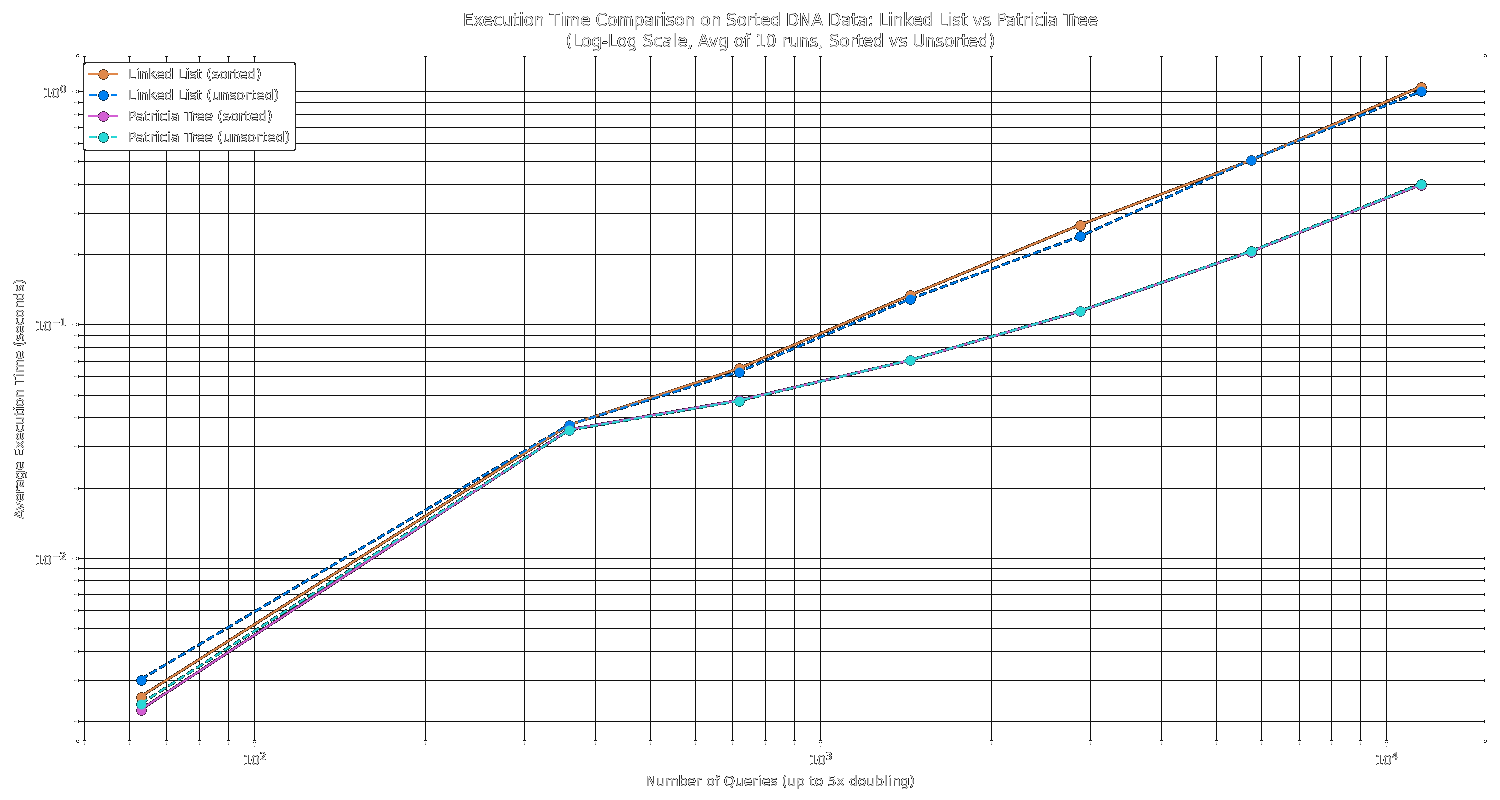 Execution Time Comparison on Sorted DNA Data: Linked List vs Patricia Tree
(Log-Log Scale, Avg of 10 runs, Sorted vs Unsorted)
Linked List (sorted)
Linked List (unsorted)
Patricia Tree (sorted)
Patricia Tree (unsorted)
Average Execution Time (seconds)
10⁰
10⁻¹
10⁻²
10² 10³ 10⁴
Number of Queries (up to 5x doubling)